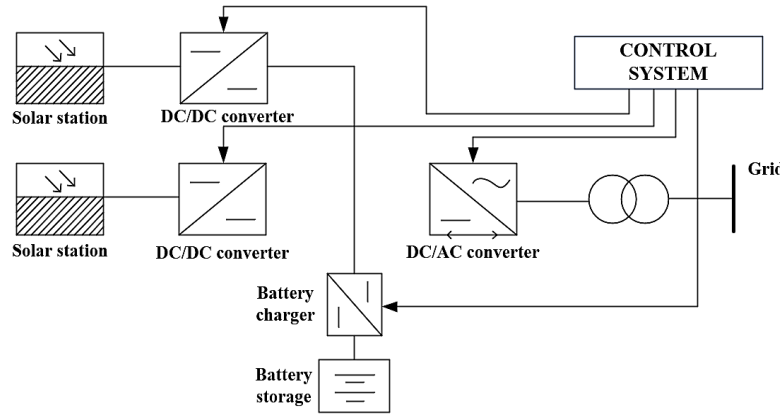 CONTROL
SYSTEM
Solar station
DC/DC converter
Grid
Solar station
DC/DC converter
DC/AC converter
Battery
charger
Battery
storage